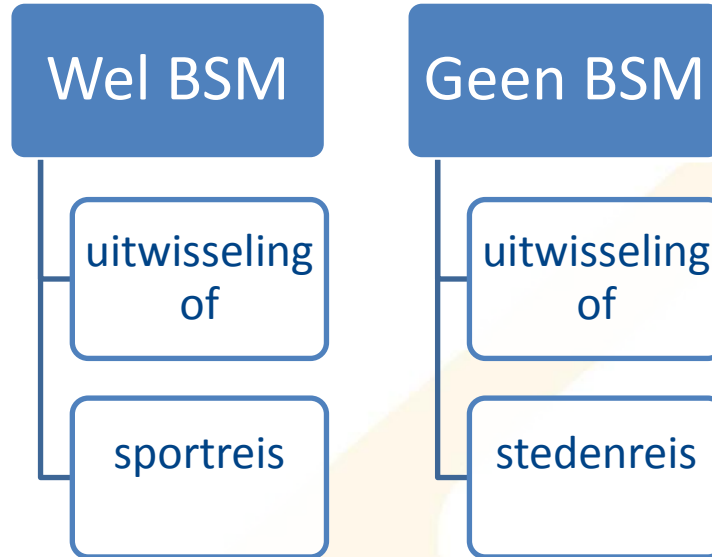 Wel BSM
uitwisseling
of
sportreis
Geen BSM
uitwisseling
of
stedenreis